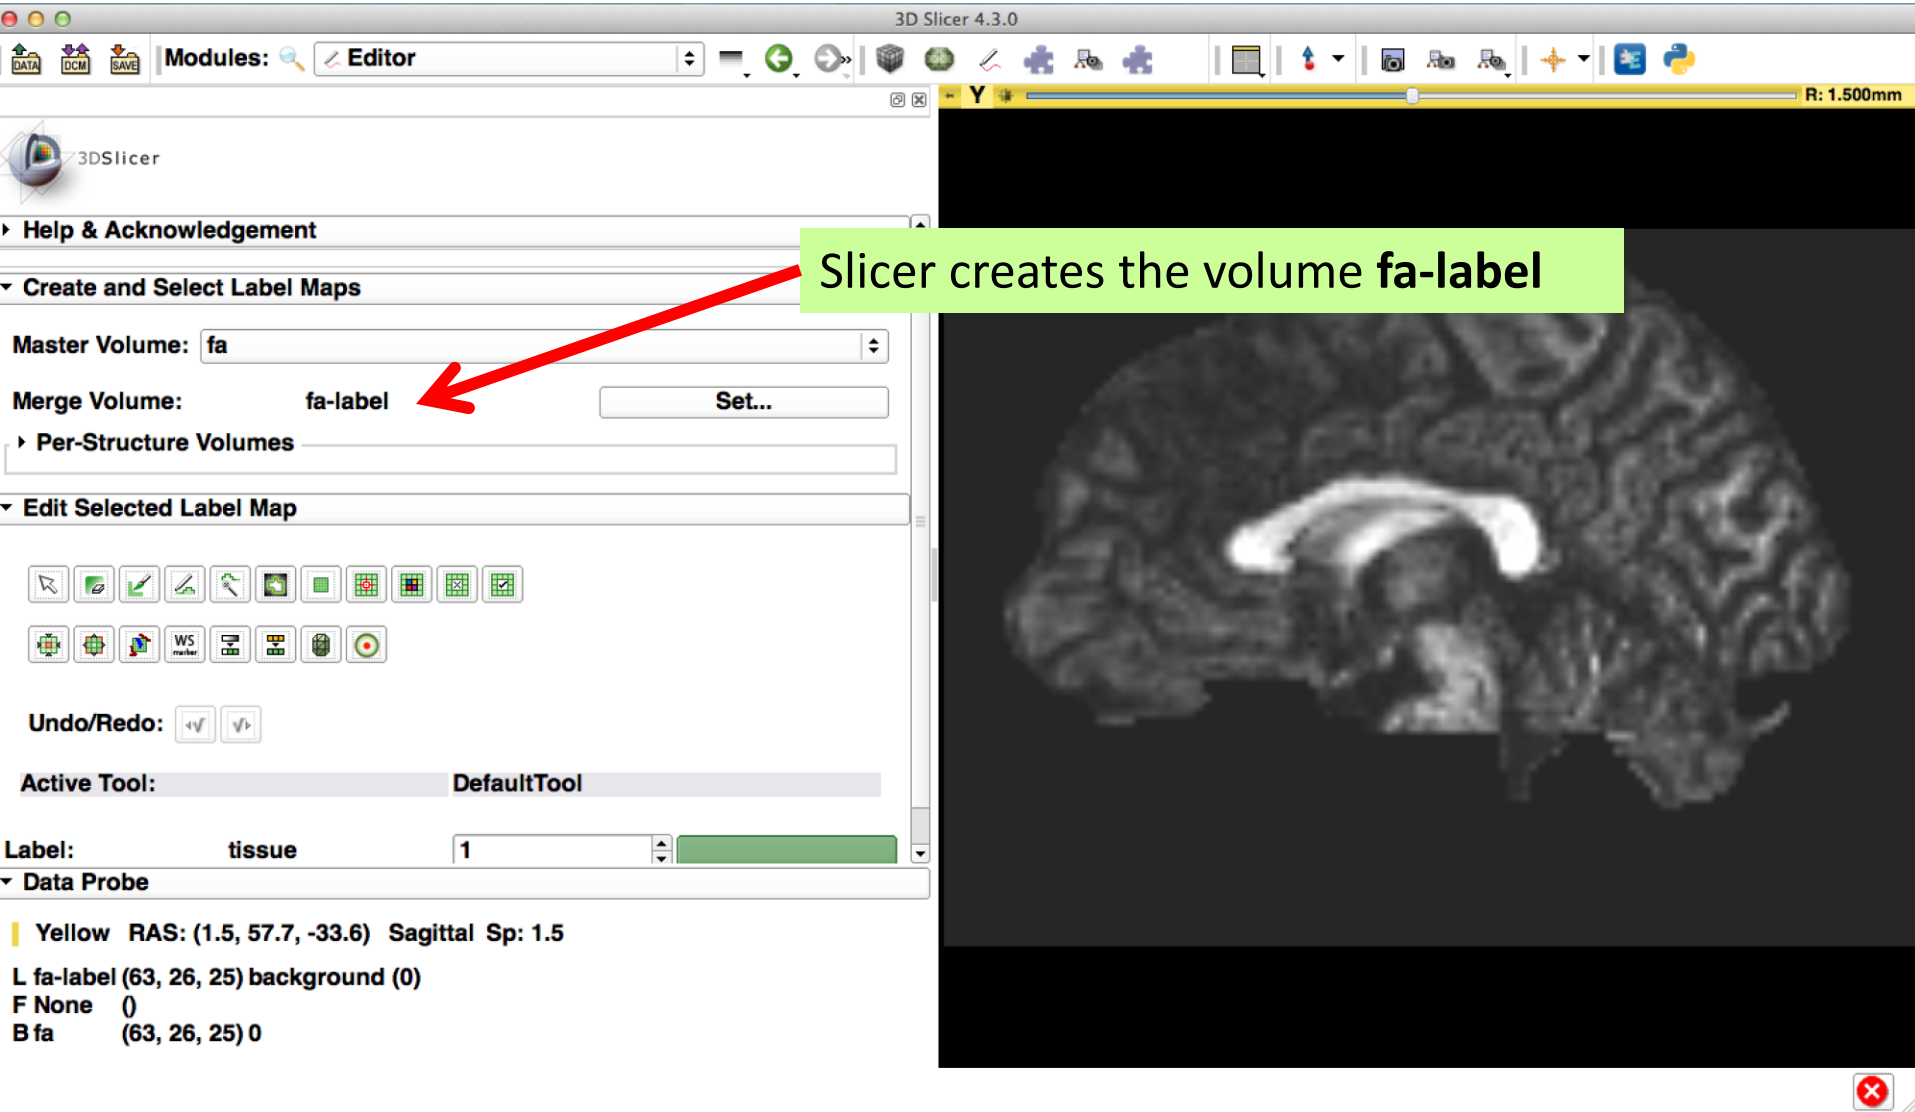 3D Slicer 4.3.0
DATA DCM SAVE Modules: Editor
Y R: 1.500mm
3DSlicer
Help & Acknowledgement
Slicer creates the volume fa-label
Create and Select Label Maps
Master Volume: fa
Merge Volume: fa-label Set...
Per-Structure Volumes
Edit Selected Label Map
WS marker
Undo/Redo:
Active Tool: DefaultTool
Label: tissue 1
Data Probe
Yellow RAS: (1.5, 57.7, -33.6) Sagittal Sp: 1.5
L fa-label (63, 26, 25) background (0)
F None ()
B fa (63, 26, 25) 0